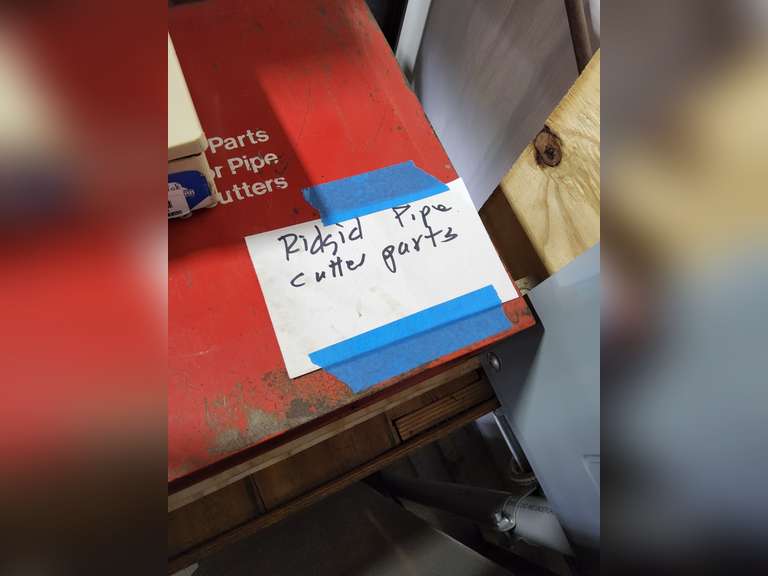 Parts
r Pipe
utters
Ridgid Pipe
cutter parts